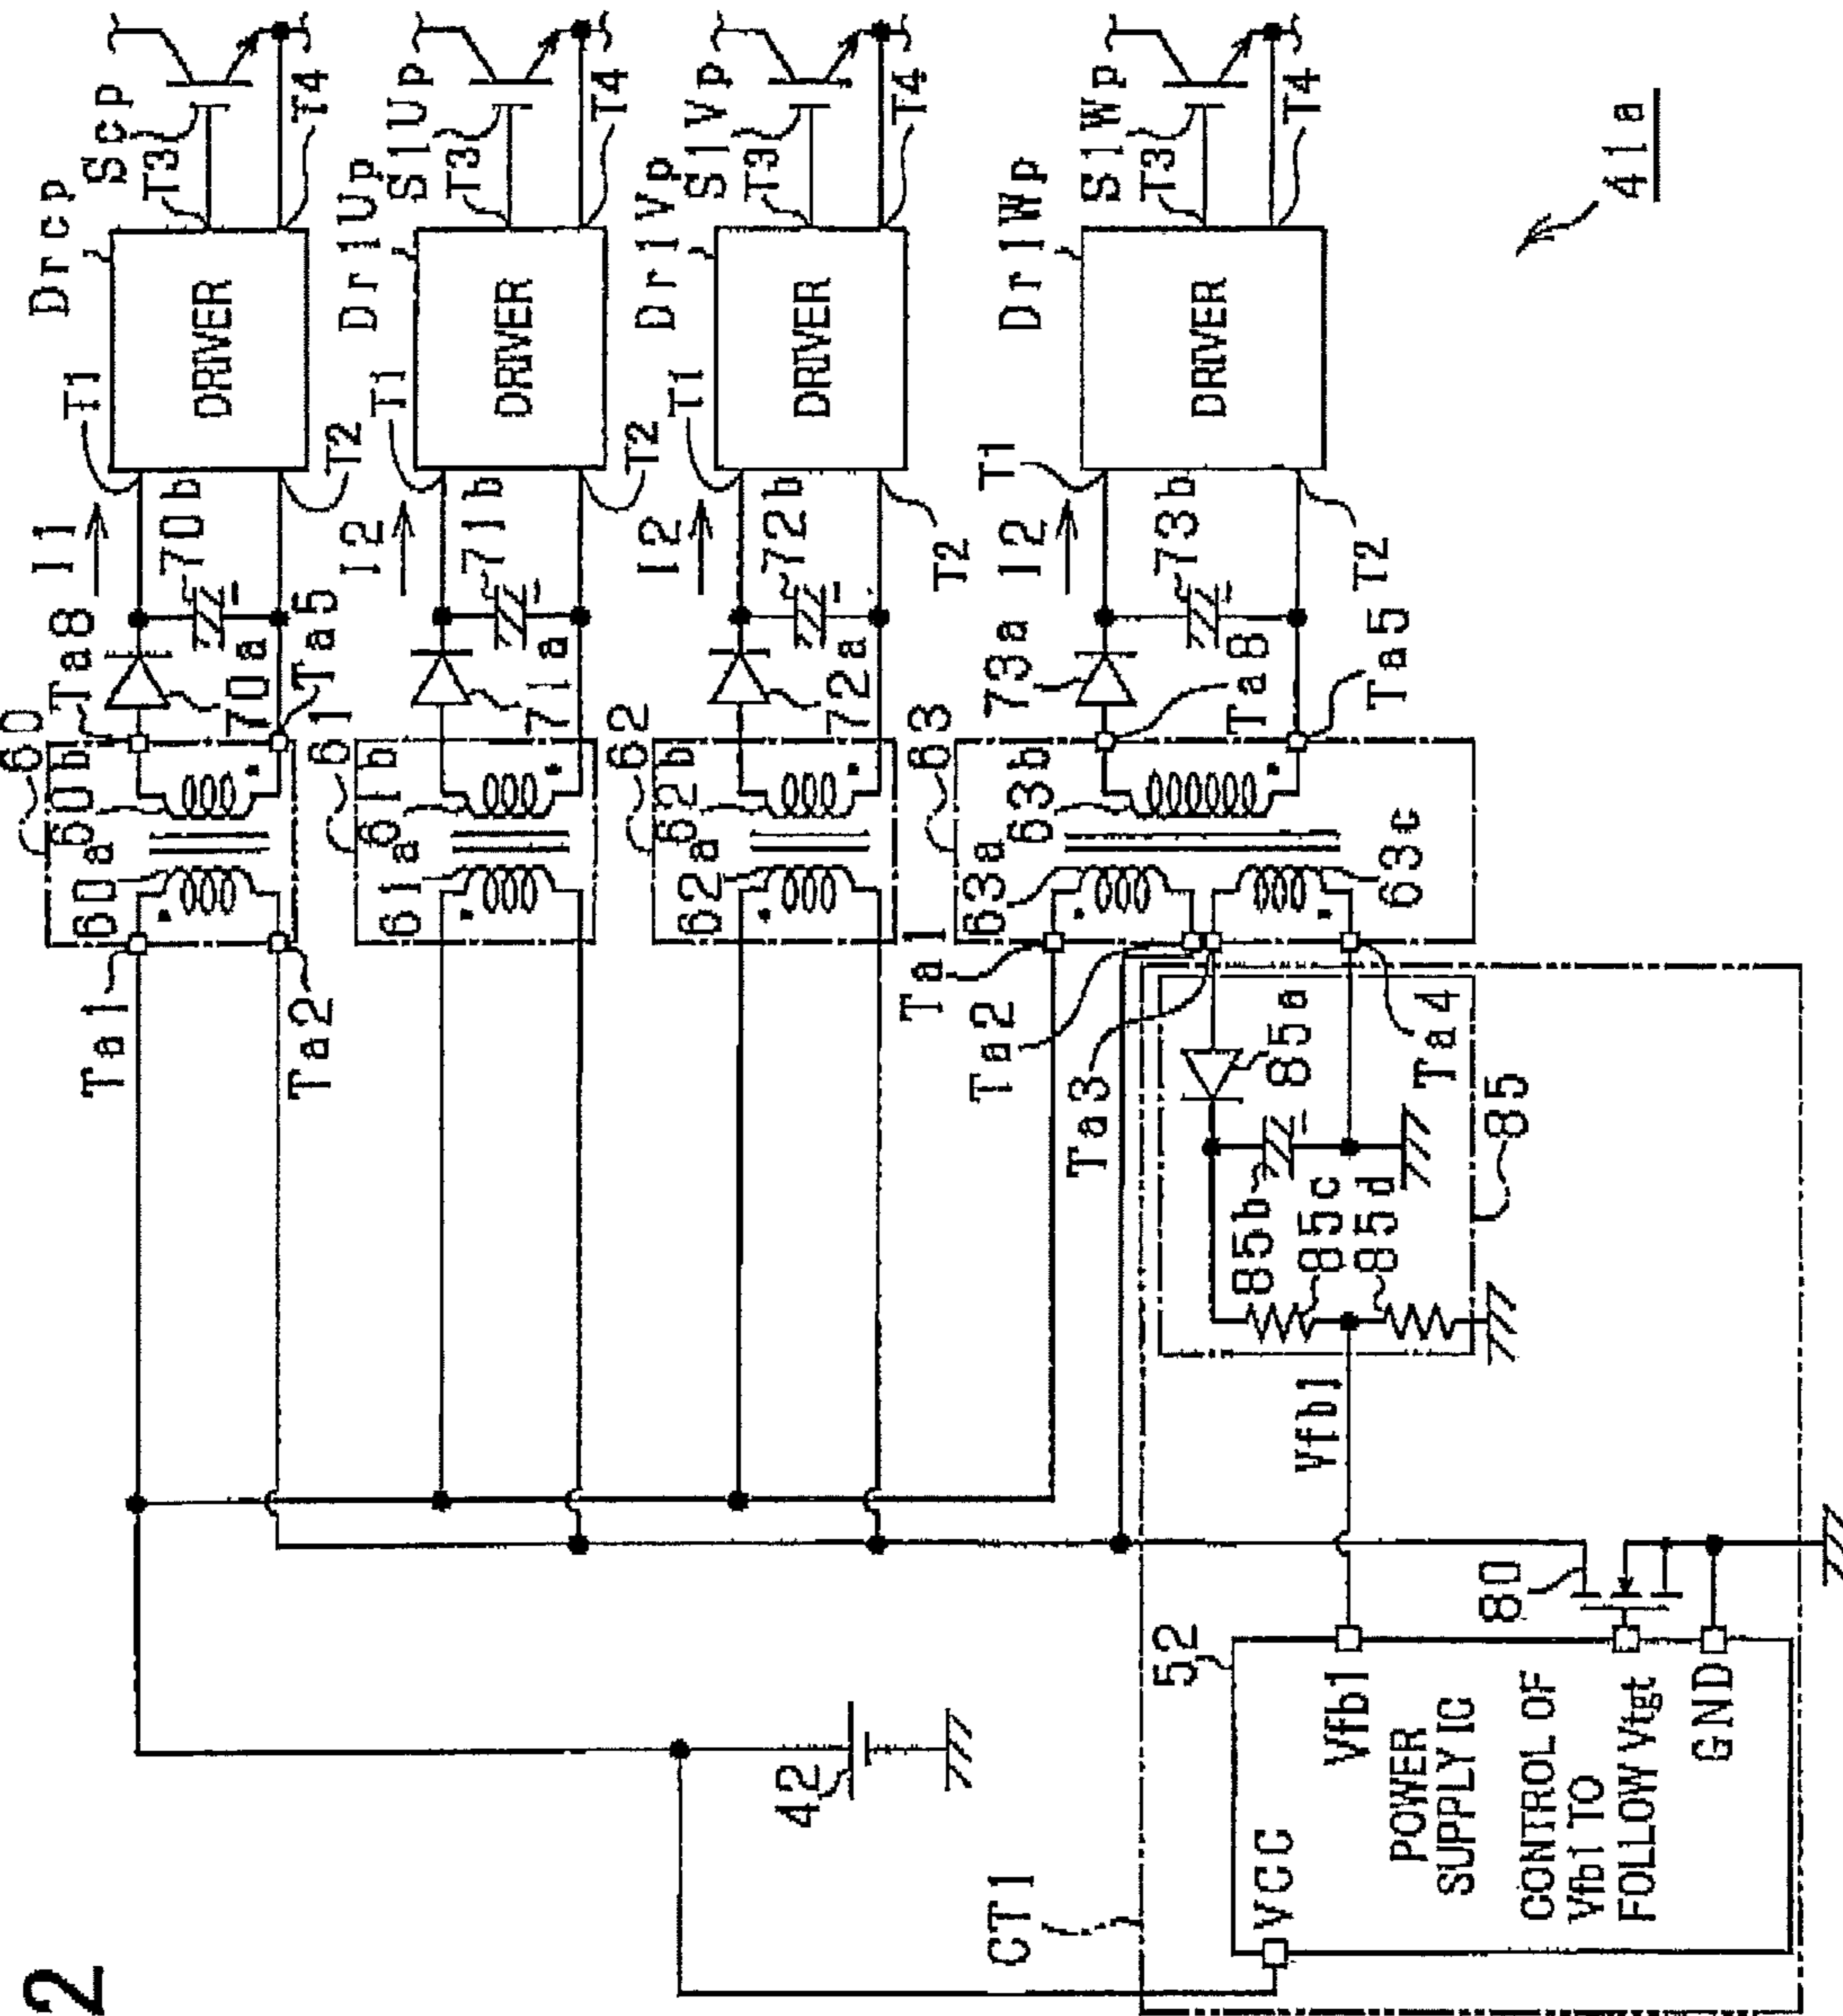 2
Drcp
Scp
T3
T4
T1
I1
T2
DRIVER
70b
Ta8
Ta5
70a
60
60b
60a
Ta1
Ta2
Dr1Up
S1Up
T3
T4
T1
I2
T2
DRIVER
71b
71a
61
61b
61a
Dr1Vp
S1Vp
T3
T4
T1
I2
T2
DRIVER
72b
72a
62
62b
62a
Dr1Wp
S1Wp
T3
T4
T1
I2
T2
DRIVER
73b
73a
Ta8
Ta5
63
63b
63a
63c
Ta1
Ta2
Ta3
Ta4
85a
85b
85c
85d
85
Vfb1
80
52
Vfb1
POWER
SUPPLY IC
CONTROL OF
Vfb1 TO
FOLLOW Vtgt
GND
VCC
42
CT1
41a